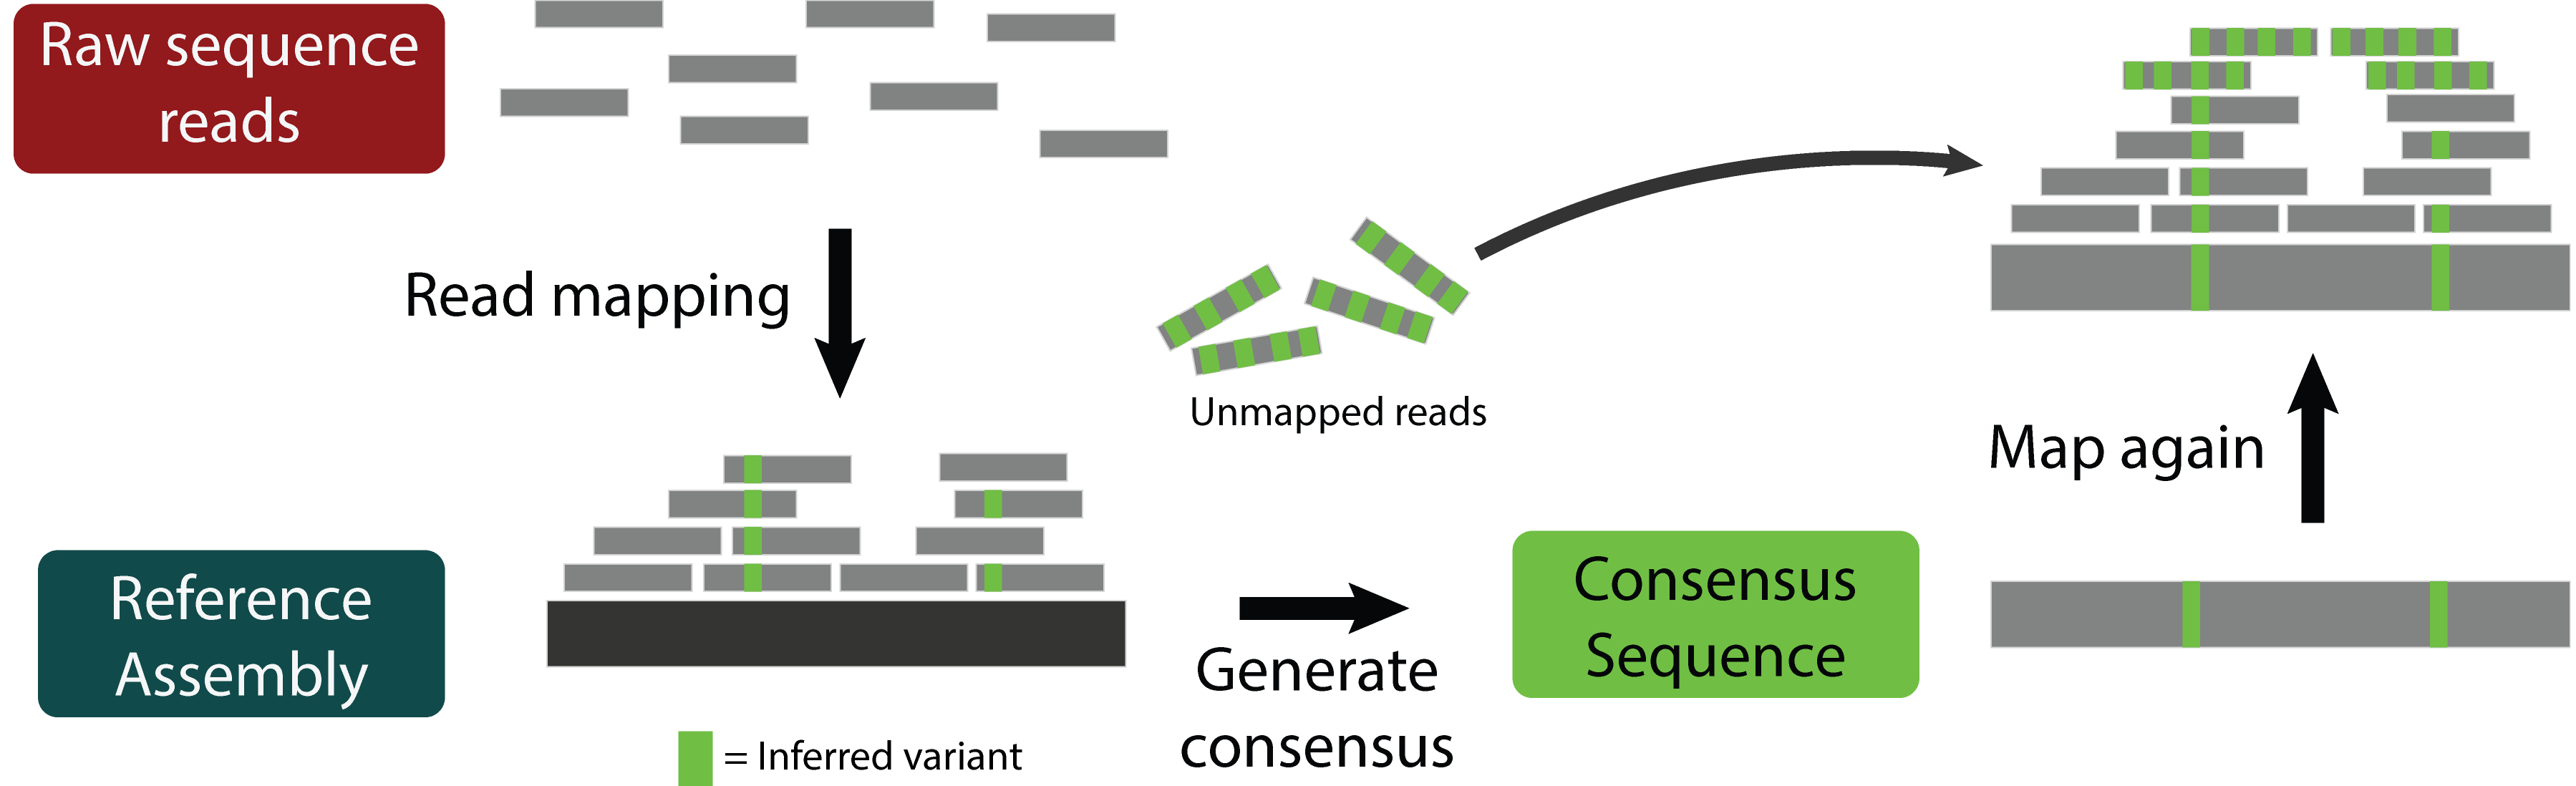 Raw sequence
reads
Read mapping
Unmapped reads
Map again
Reference
Assembly
Generate
consensus
Consensus
Sequence
= Inferred variant